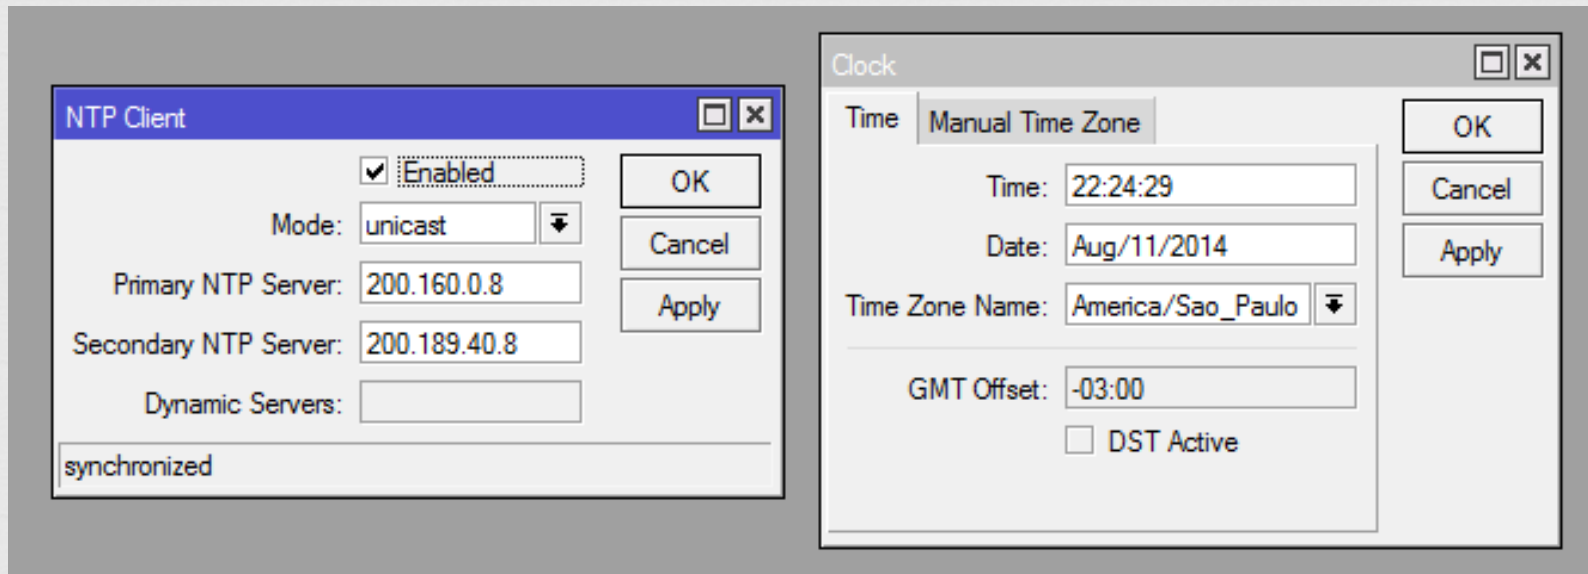 NTP Client
Enabled
OK
Mode: unicast
Cancel
Primary NTP Server: 200.160.0.8
Apply
Secondary NTP Server: 200.189.40.8
Dynamic Servers:
synchronized
Clock
Time Manual Time Zone
OK
Time: 22:24:29
Cancel
Date: Aug/11/2014
Apply
Time Zone Name: America/Sao_Paulo
GMT Offset: -03:00
DST Active